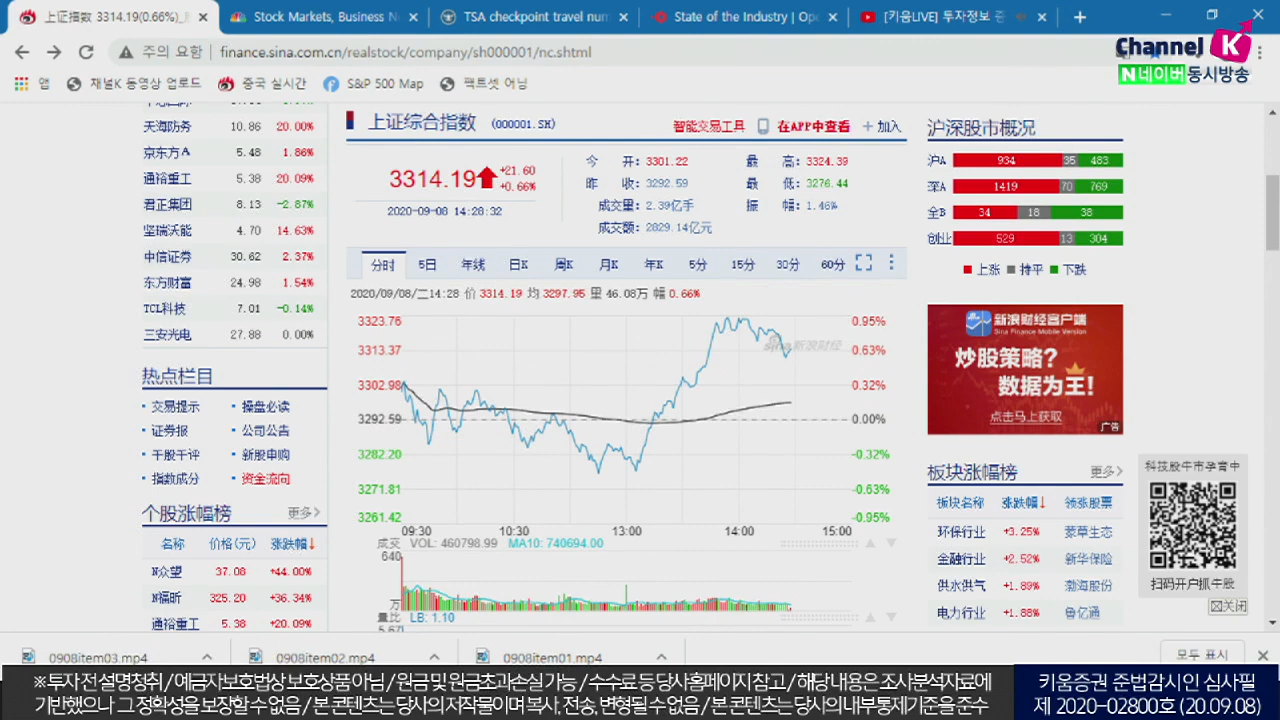 上证指数 3314.19(0.66%)_
Stock Markets, Business N
TSA checkpoint travel num
State of the Industry | Ope
[키움LIVE] 투자정보 중
주의 요함
finance.sina.com.cn/realstock/company/sh000001/nc.shtml
Channel K
N네이버 동시방송
앱
채널K 동영상 업로드
중국 실시간
S&P 500 Map
팩트셋 어닝
天海防务 10.86 20.00%
京东方A 5.48 1.86%
通裕重工 5.38 20.09%
君正集团 8.13 -2.87%
坚瑞沃能 4.70 14.63%
中信证券 30.62 2.37%
东方财富 24.98 1.54%
TCL科技 7.01 -0.14%
三安光电 27.88 0.00%
热点栏目
交易提示 操盘必读
证券报 公司公告
千股千评 新股申购
指数成分 资金流向
个股涨幅榜 更多>
名称 价格(元) 涨跌幅↓
N众望 37.08 +44.00%
N福昕 325.20 +36.34%
通裕重工 5.38 +20.09%
上证综合指数 (000001.SH)
智能交易工具 在APP中查看 + 加入
3314.19 +21.60
+0.66%
2020-09-08 14:28:32
今 开: 3301.22 最 高: 3324.39
昨 收: 3292.59 最 低: 3276.44
成交量: 2.39亿手 振 幅: 1.46%
成交额: 2829.14亿元
分时 5日 年线 日K 周K 月K 年K 5分 15分 30分 60分
2020/09/08/二14:28 价 3314.19 均 3297.95 量 46.08万 幅 0.66%
3323.76 0.95%
3313.37 0.63%
sina 新浪财经
3302.98 0.32%
3292.59 0.00%
3282.20 -0.32%
3271.81 -0.63%
3261.42 -0.95%
09:30 10:30 13:00 14:00 15:00
成交 VOL: 460798.99 MA10: 740694.00
640
万
量比 LB: 1.10
5.67
沪深股市概况
沪A 934 35 483
深A 1419 70 769
全B 34 18 38
创业 529 13 304
上涨 持平 下跌
新浪财经客户端
Sina Finance Mobile Version
炒股策略?
数据为王!
点击马上获取
广告
板块涨幅榜 更多>
板块名称 涨跌幅↓ 领涨股票
环保行业 +3.25% 蒙草生态
金融行业 +2.52% 新华保险
供水供气 +1.89% 渤海股份
电力行业 +1.88% 鲁亿通
科技股牛市孕育中
扫码开户抓牛股
关闭
0908item03.mp4
0908item02.mp4
0908item01.mp4
모두 표시
※ 투자 전 설명청취 / 예금자보호법상 보호상품 아님 / 원금 및 원금초과손실 가능 / 수수료 등 당사홈페이지 참고 / 해당 내용은 조사분석자료에
기반했으나 그 정확성을 보장할 수 없음 / 본 콘텐츠는 당사의 저작물이며 복사, 전송, 변형될 수 없음 / 본 콘텐츠는 당사의 내부통제기준을 준수
키움증권 준법감시인 심사필
제 2020-02800호 (20.09.08)